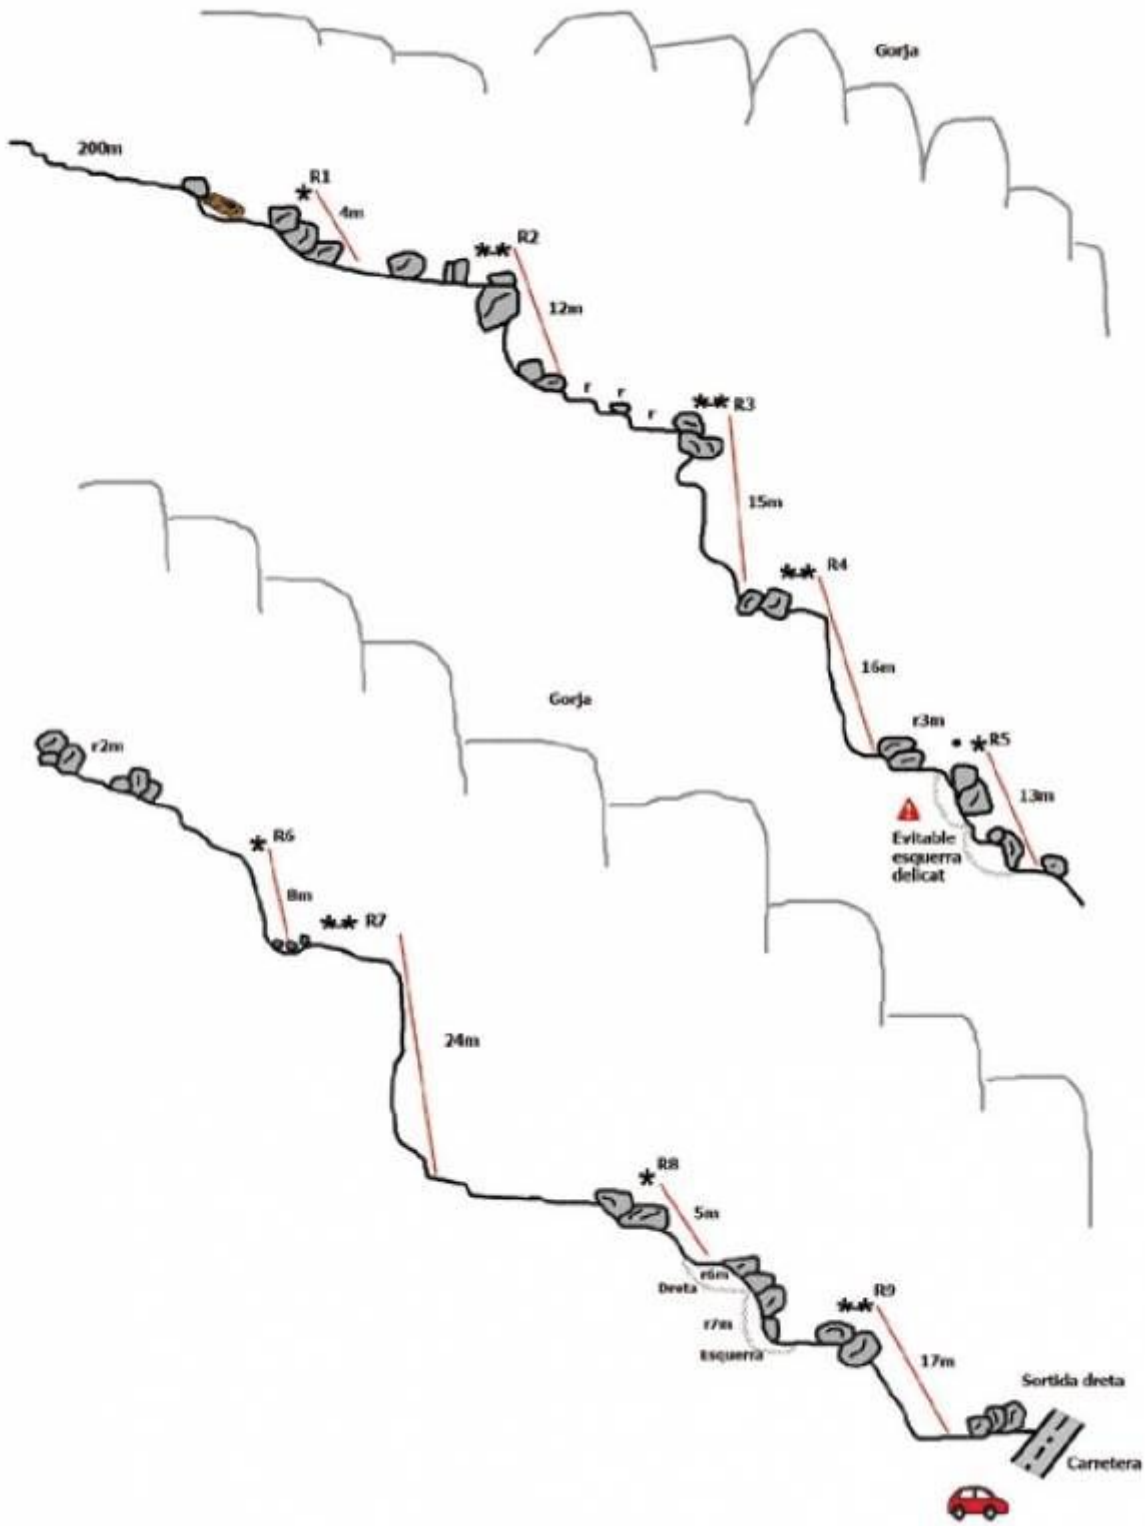 Gorja
200m
R1
4m
R2
12m
r
r
r
R3
15m
R4
16m
r3m
R5
13m
Evitable
esquerra
delicat
Gorja
r2m
R6
8m
R7
24m
R8
5m
r6m
Dreta
r7m
Esquerra
R9
17m
Sortida dreta
Carretera